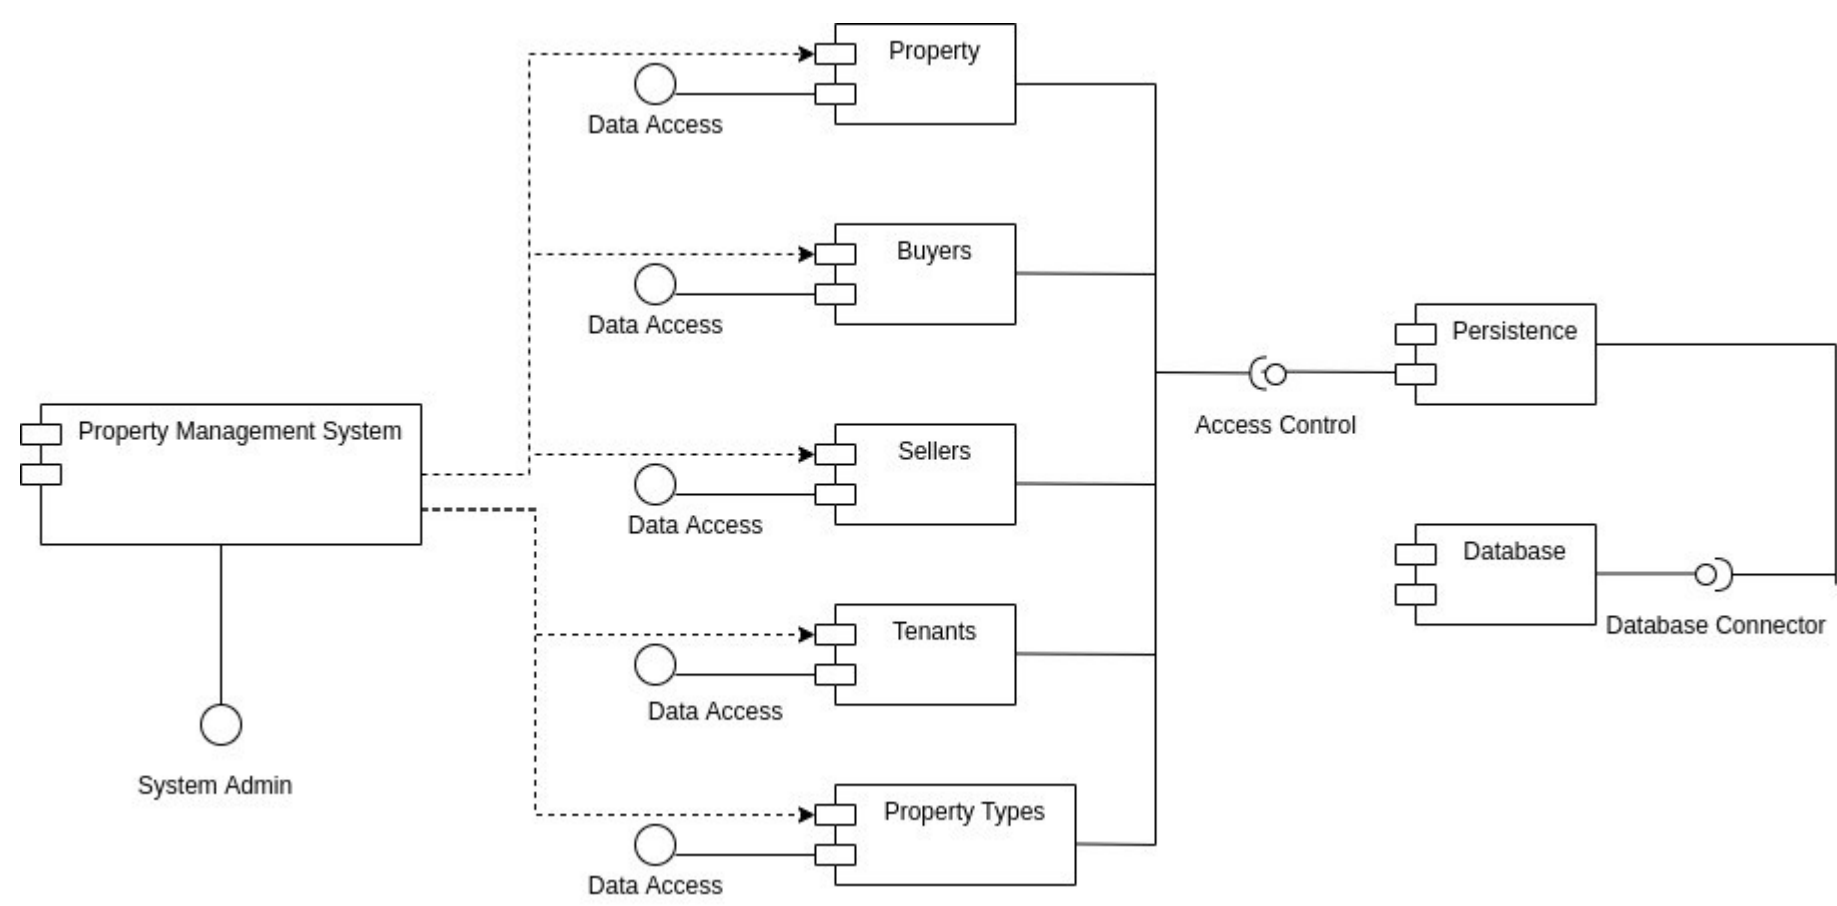 Property
Data Access
Buyers
Data Access
Persistence
Access Control
Property Management System
Sellers
Data Access
Database
Database Connector
Tenants
Data Access
System Admin
Property Types
Data Access